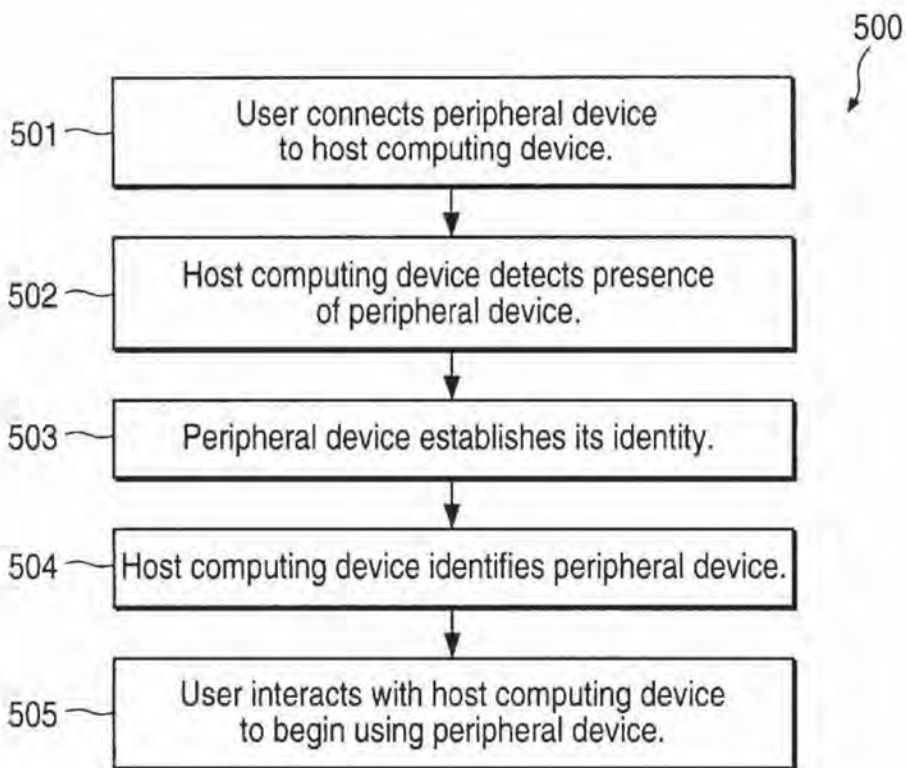 500
501
User connects peripheral device
to host computing device.
502
Host computing device detects presence
of peripheral device.
503
Peripheral device establishes its identity.
504
Host computing device identifies peripheral device.
505
User interacts with host computing device
to begin using peripheral device.